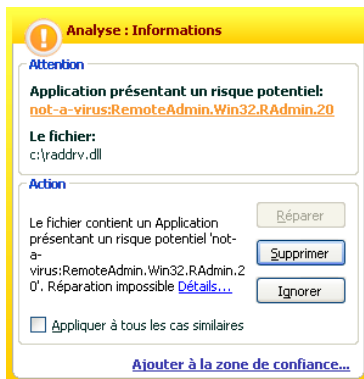 Analyse : Informations
Attention
Application présentant un risque potentiel:
not-a-virus:RemoteAdmin.Win32.RAdmin.20
Le fichier:
c:\raddrv.dll
Action
Le fichier contient un Application
présentant un risque potentiel 'not-
a-
virus:RemoteAdmin.Win32.RAdmin.2
0'. Réparation impossible Détails...
Réparer
Supprimer
Ignorer
Appliquer à tous les cas similaires
Ajouter à la zone de confiance...